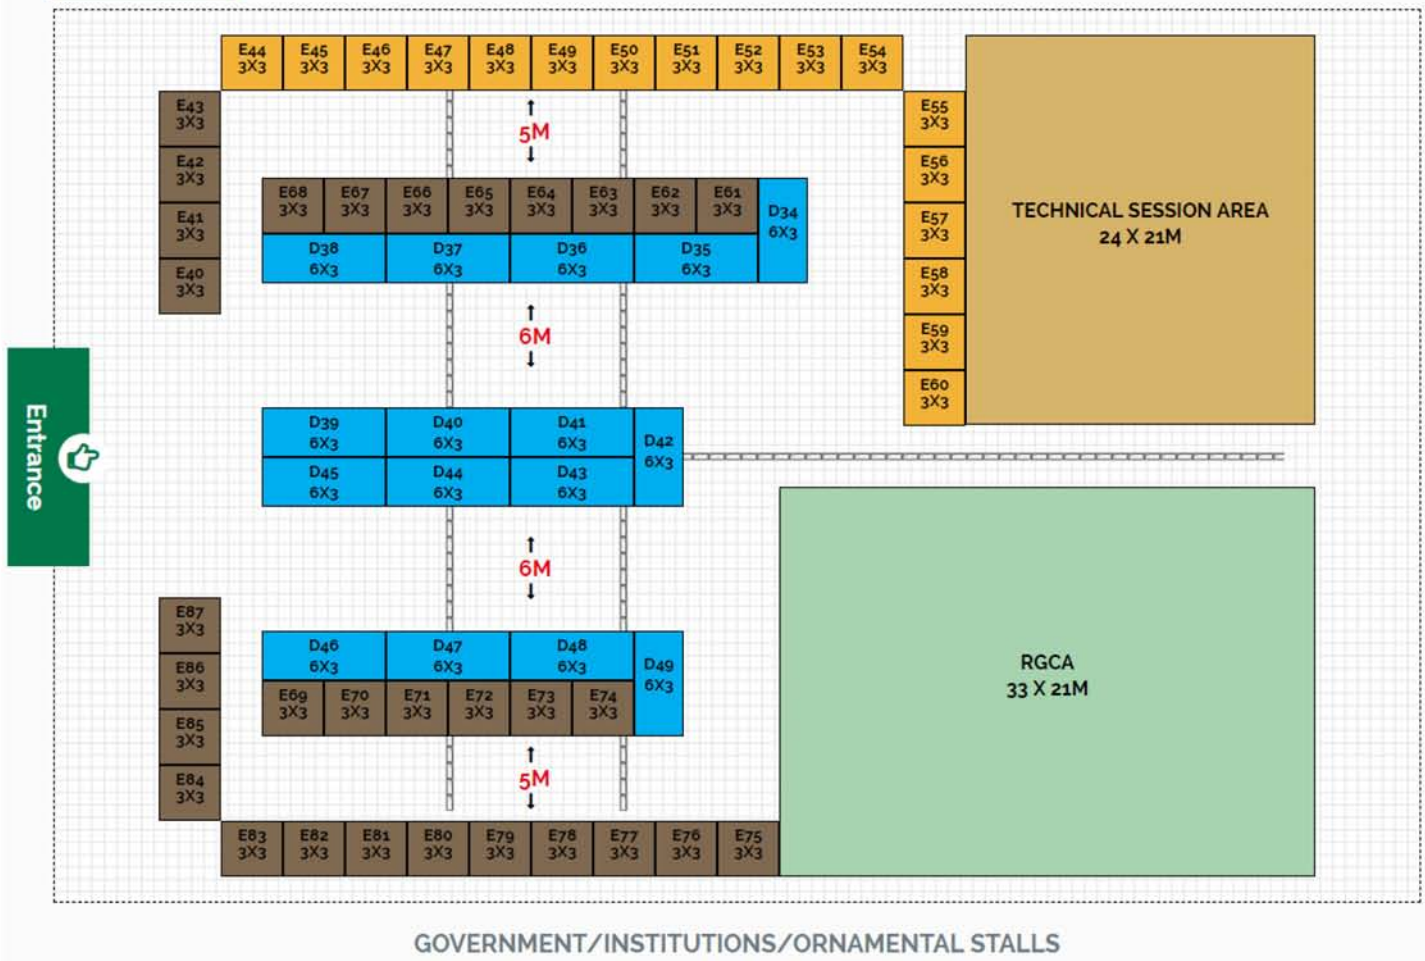 E44 E45 E46 E47 E48 E49 E50 E51 E52 E53 E54
3X3 3X3 3X3 3X3 3X3 3X3 3X3 3X3 3X3 3X3 3X3
E43
3X3
E42
3X3
E41
3X3
E40
3X3
5M
E68 E67 E66 E65 E64 E63 E62 E61
3X3 3X3 3X3 3X3 3X3 3X3 3X3 3X3
D34
6X3
D38 D37 D36 D35
6X3 6X3 6X3 6X3
E55
3X3
E56
3X3
E57
3X3
E58
3X3
E59
3X3
E60
3X3
TECHNICAL SESSION AREA
24 X 21M
6M
Entrance
D39 D40 D41
6X3 6X3 6X3
D42
6X3
D45 D44 D43
6X3 6X3 6X3
6M
E87
3X3
E86
3X3
E85
3X3
E84
3X3
D46 D47 D48
6X3 6X3 6X3
D49
6X3
E69 E70 E71 E72 E73 E74
3X3 3X3 3X3 3X3 3X3 3X3
RGCA
33 X 21M
5M
E83 E82 E81 E80 E79 E78 E77 E76 E75
3X3 3X3 3X3 3X3 3X3 3X3 3X3 3X3 3X3
GOVERNMENT/INSTITUTIONS/ORNAMENTAL STALLS